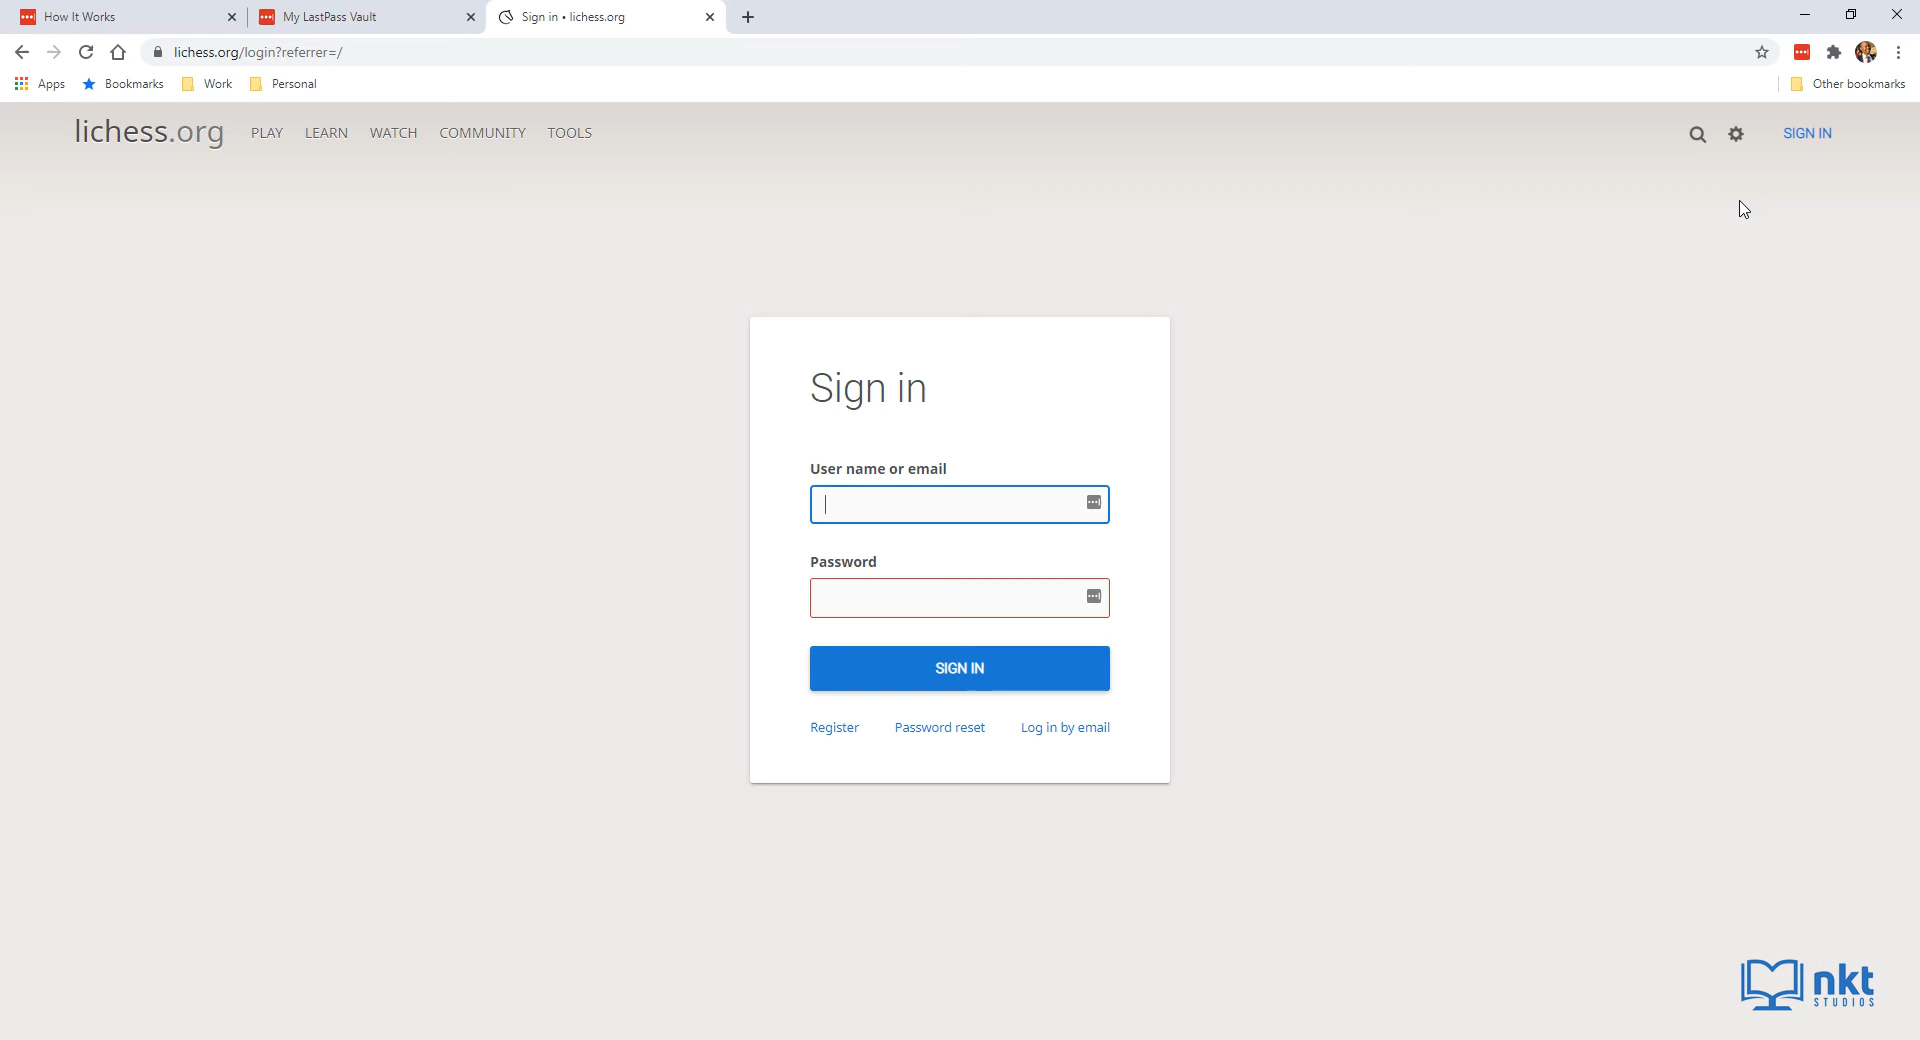 How It Works
My LastPass Vault
Sign in • lichess.org
lichess.org/login?referrer=/
Apps Bookmarks Work Personal Other bookmarks
lichess.org PLAY LEARN WATCH COMMUNITY TOOLS SIGN IN
Sign in
User name or email
Password
SIGN IN
Register Password reset Log in by email
nkt
STUDIOS